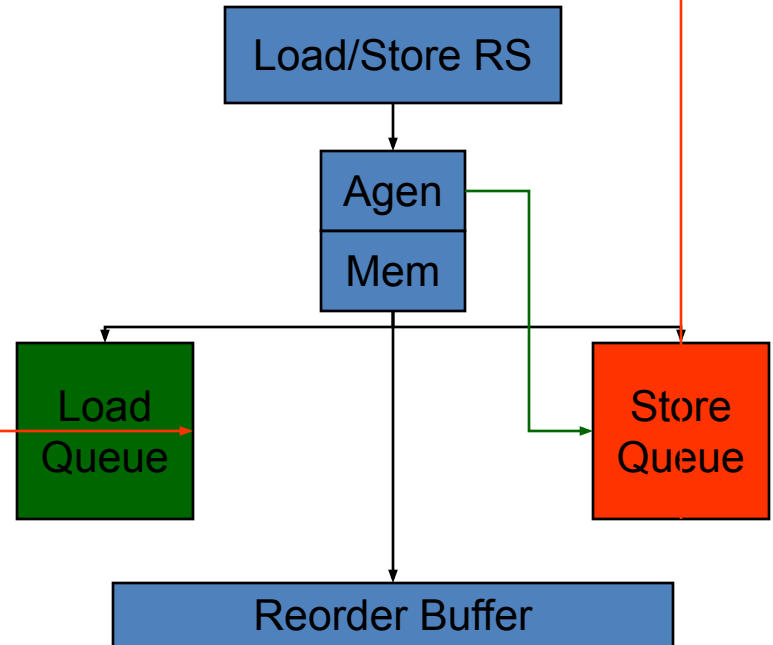 Load/Store RS
Agen
Mem
Load
Queue
Store
Queue
Reorder Buffer